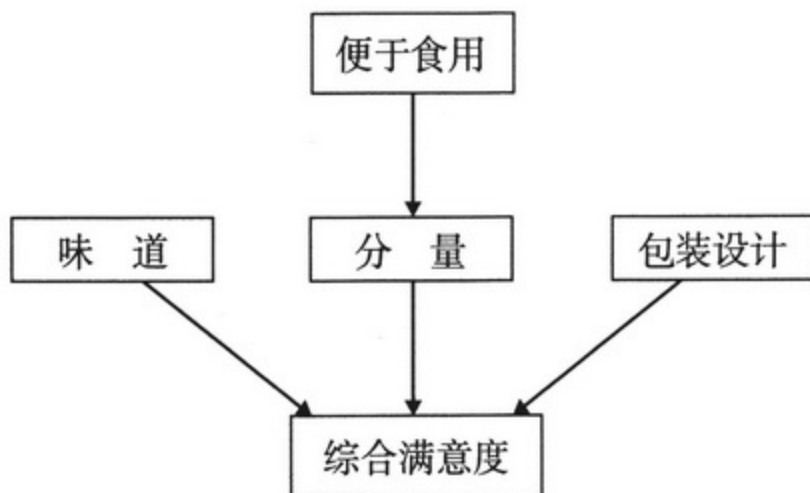 便于食用
味 道
分 量
包装设计
综合满意度